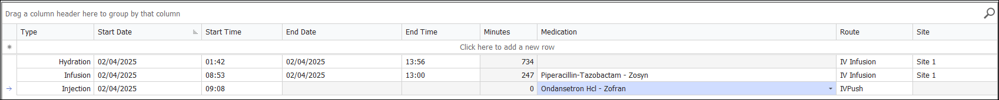 Drag a column header here to group by that column
Type Start Date Start Time End Date End Time Minutes Medication Route Site
Click here to add a new row
Hydration 02/04/2025 01:42 02/04/2025 13:56 734 IV Infusion Site 1
Infusion 02/04/2025 08:53 02/04/2025 13:00 247 Piperacillin-Tazobactam - Zosyn IV Infusion Site 1
Injection 02/04/2025 09:08 0 Ondansetron Hcl - Zofran IVPush